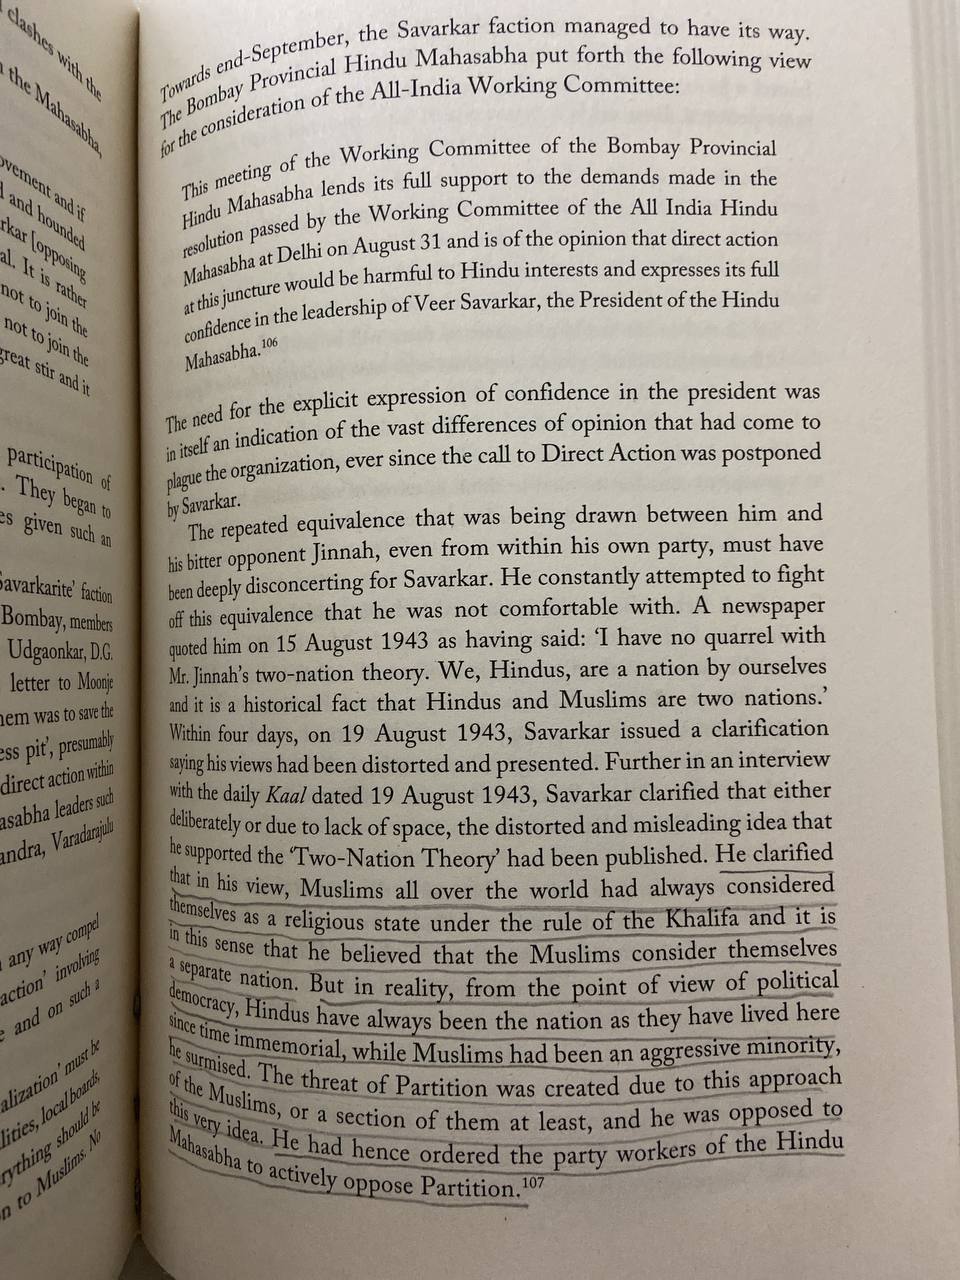 clashes with the
the Mahasabha,
ovement and if
and hounded
rkar [opposing
al. It is rather
not to join the
not to join the
great stir and it
participation of
. They began to
es given such an
Savarkarite' faction
Bombay, members
Udgaonkar, D.G.
letter to Moonje
hem was to save the
ess pit', presumably
direct action within
asabha leaders such
andra, Varadarajulu
any way compel
action' involving
and on such a
alization' must be
lities, local boards,
rything should be
n to Muslims. No
Towards end-September, the Savarkar faction managed to have its way.
The Bombay Provincial Hindu Mahasabha put forth the following view
for the consideration of the All-India Working Committee:
This meeting of the Working Committee of the Bombay Provincial
Hindu Mahasabha lends its full support to the demands made in the
resolution passed by the Working Committee of the All India Hindu
Mahasabha at Delhi on August 31 and is of the opinion that direct action
at this juncture would be harmful to Hindu interests and expresses its full
confidence in the leadership of Veer Savarkar, the President of the Hindu
Mahasabha.106
The need for the explicit expression of confidence in the president was
in itself an indication of the vast differences of opinion that had come to
plague the organization, ever since the call to Direct Action was postponed
by Savarkar.
The repeated equivalence that was being drawn between him and
his bitter opponent Jinnah, even from within his own party, must have
been deeply disconcerting for Savarkar. He constantly attempted to fight
off this equivalence that he was not comfortable with. A newspaper
quoted him on 15 August 1943 as having said: 'I have no quarrel with
Mr. Jinnah's two-nation theory. We, Hindus, are a nation by ourselves
and it is a historical fact that Hindus and Muslims are two nations.'
Within four days, on 19 August 1943, Savarkar issued a clarification
saying his views had been distorted and presented. Further in an interview
with the daily Kaal dated 19 August 1943, Savarkar clarified that either
deliberately or due to lack of space, the distorted and misleading idea that
he supported the 'Two-Nation Theory' had been published. He clarified
that in his view, Muslims all over the world had always considered
themselves as a religious state under the rule of the Khalifa and it is
in this sense that he believed that the Muslims consider themselves
a separate nation. But in reality, from the point of view of political
democracy, Hindus have always been the nation as they have lived here
since time immemorial, while Muslims had been an aggressive minority,
he surmised. The threat of Partition was created due to this approach
of the Muslims, or a section of them at least, and he was opposed to
this very idea. He had hence ordered the party workers of the Hindu
Mahasabha to actively oppose Partition.107